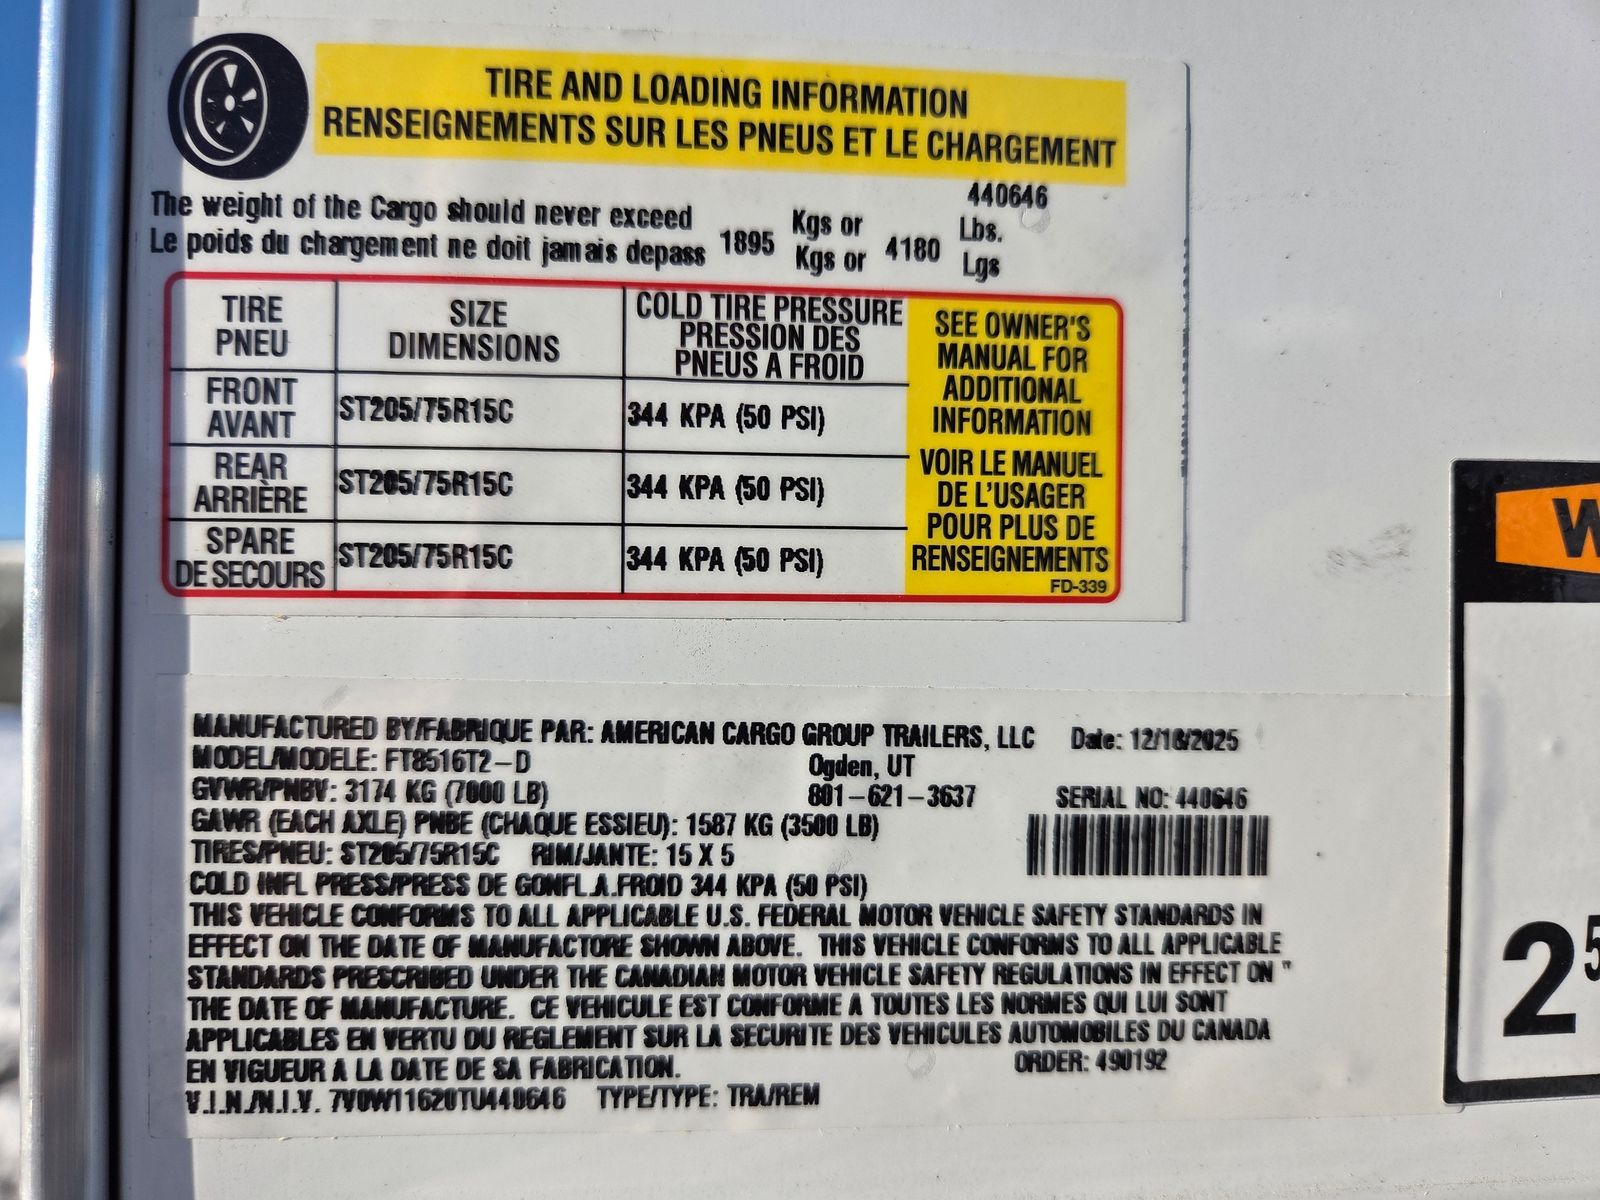 TIRE AND LOADING INFORMATION
RENSEIGNEMENTS SUR LES PNEUS ET LE CHARGEMENT
440646
The weight of the Cargo should never exceed Kgs or Lbs.
Le poids du chargement ne doit jamais depass 1895 Kgs or 4180 Lgs
TIRE SIZE COLD TIRE PRESSURE
PNEU DIMENSIONS PRESSION DES
PNEUS A FROID
FRONT
AVANT ST205/75R15C 344 KPA (50 PSI)
REAR
ARRIÈRE ST205/75R15C 344 KPA (50 PSI)
SPARE
DE SECOURS ST205/75R15C 344 KPA (50 PSI)
SEE OWNER'S
MANUAL FOR
ADDITIONAL
INFORMATION
VOIR LE MANUEL
DE L'USAGER
POUR PLUS DE
RENSEIGNEMENTS
FD-339
MANUFACTURED BY/FABRIQUE PAR: AMERICAN CARGO GROUP TRAILERS, LLC Date: 12/18/2025
MODEL/MODELE: FT8516T2-D Ogden, UT
GVWR/PNBV: 3174 KG (7000 LB) 801-621-3637 SERIAL NO: 440646
GAWR (EACH AXLE) PNBE (CHAQUE ESSIEU): 1587 KG (3500 LB)
TIRES/PNEU: ST205/75R15C RIM/JANTE: 15 X 5
COLD INFL PRESS/PRESS DE GONFL.A.FROID 344 KPA (50 PSI)
THIS VEHICLE CONFORMS TO ALL APPLICABLE U.S. FEDERAL MOTOR VEHICLE SAFETY STANDARDS IN
EFFECT ON THE DATE OF MANUFACTORE SHOWN ABOVE. THIS VEHICLE CONFORMS TO ALL APPLICABLE
STANDARDS PRESCRIBED UNDER THE CANADIAN MOTOR VEHICLE SAFETY REGULATIONS IN EFFECT ON "
THE DATE OF MANUFACTURE. CE VEHICULE EST CONFORME A TOUTES LES NORMES QUI LUI SONT
APPLICABLES EN VERTU DU REGLEMENT SUR LA SECURITE DES VEHICULES AUTOMOBILES DU CANADA
EN VIGUEUR A LA DATE DE SA FABRICATION. ORDER: 490192
V.I.N./N.I.V. 7V0W11620TU440646 TYPE/TYPE: TRA/REM
W
25